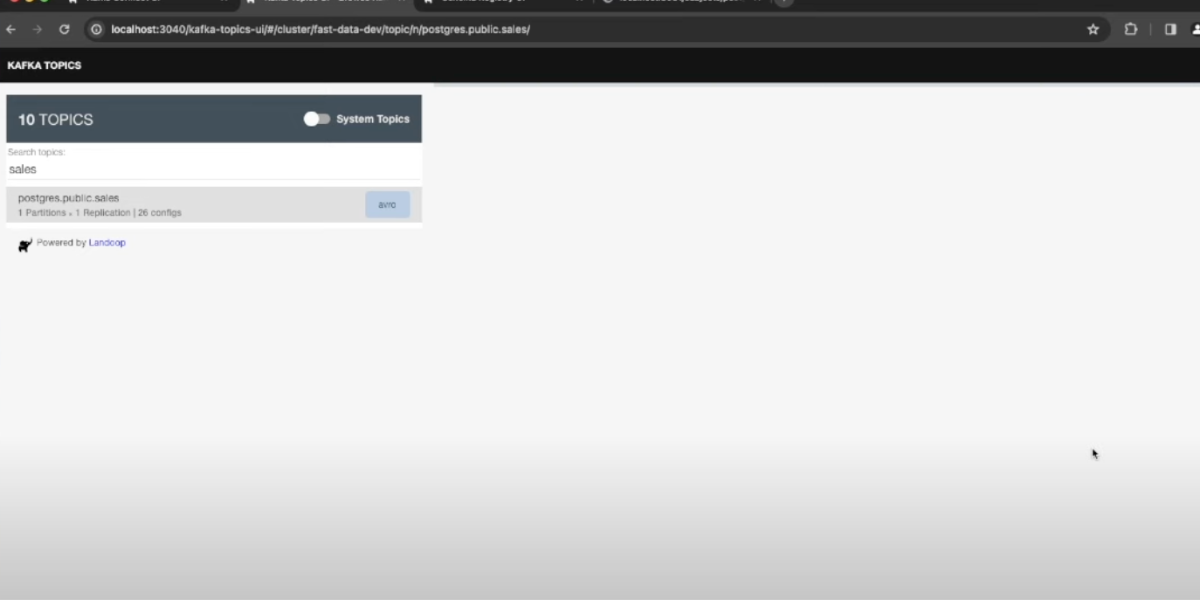 localhost:3040/kafka-topics-ui/#/cluster/fast-data-dev/topic/n/postgres.public.sales/
KAFKA TOPICS
10 TOPICS
System Topics
Search topics:
sales
postgres.public.sales
avro
1 Partitions • 1 Replication | 26 configs
Powered by Landoop